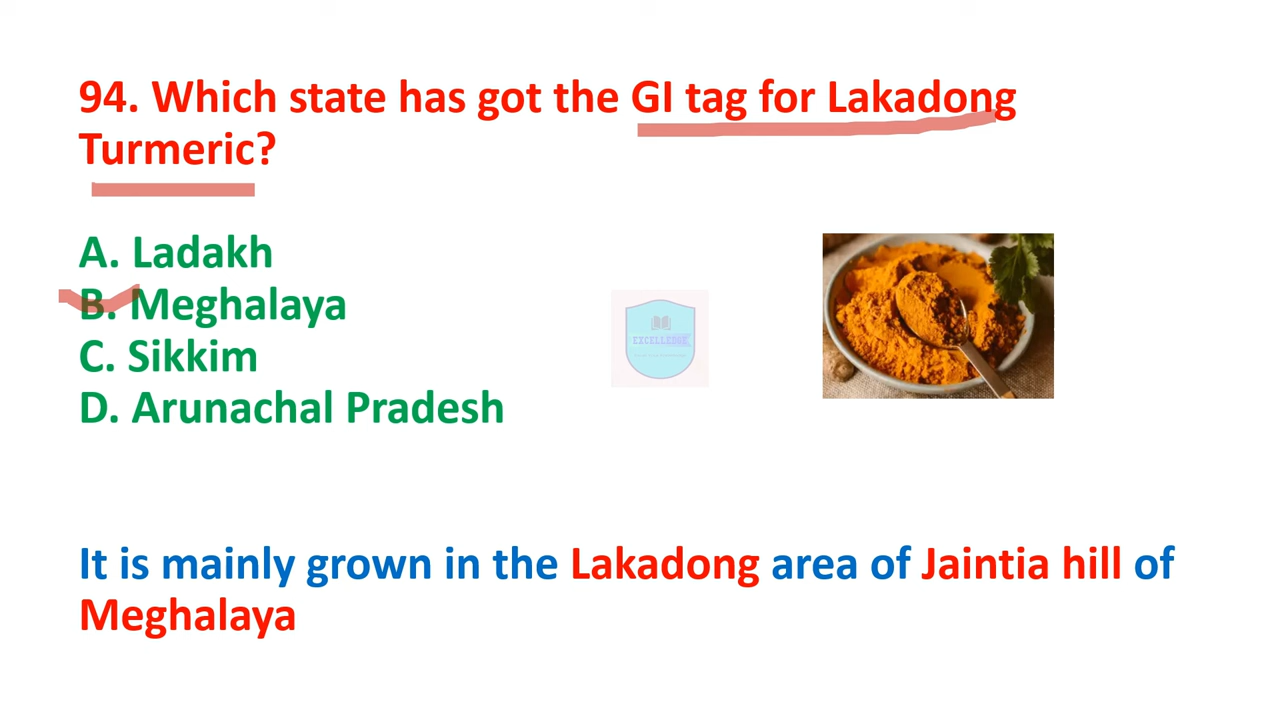 94. Which state has got the GI tag for Lakadong
Turmeric?
A. Ladakh
B. Meghalaya
C. Sikkim
D. Arunachal Pradesh
EXCELLEDGE
It is mainly grown in the Lakadong area of Jaintia hill of
Meghalaya